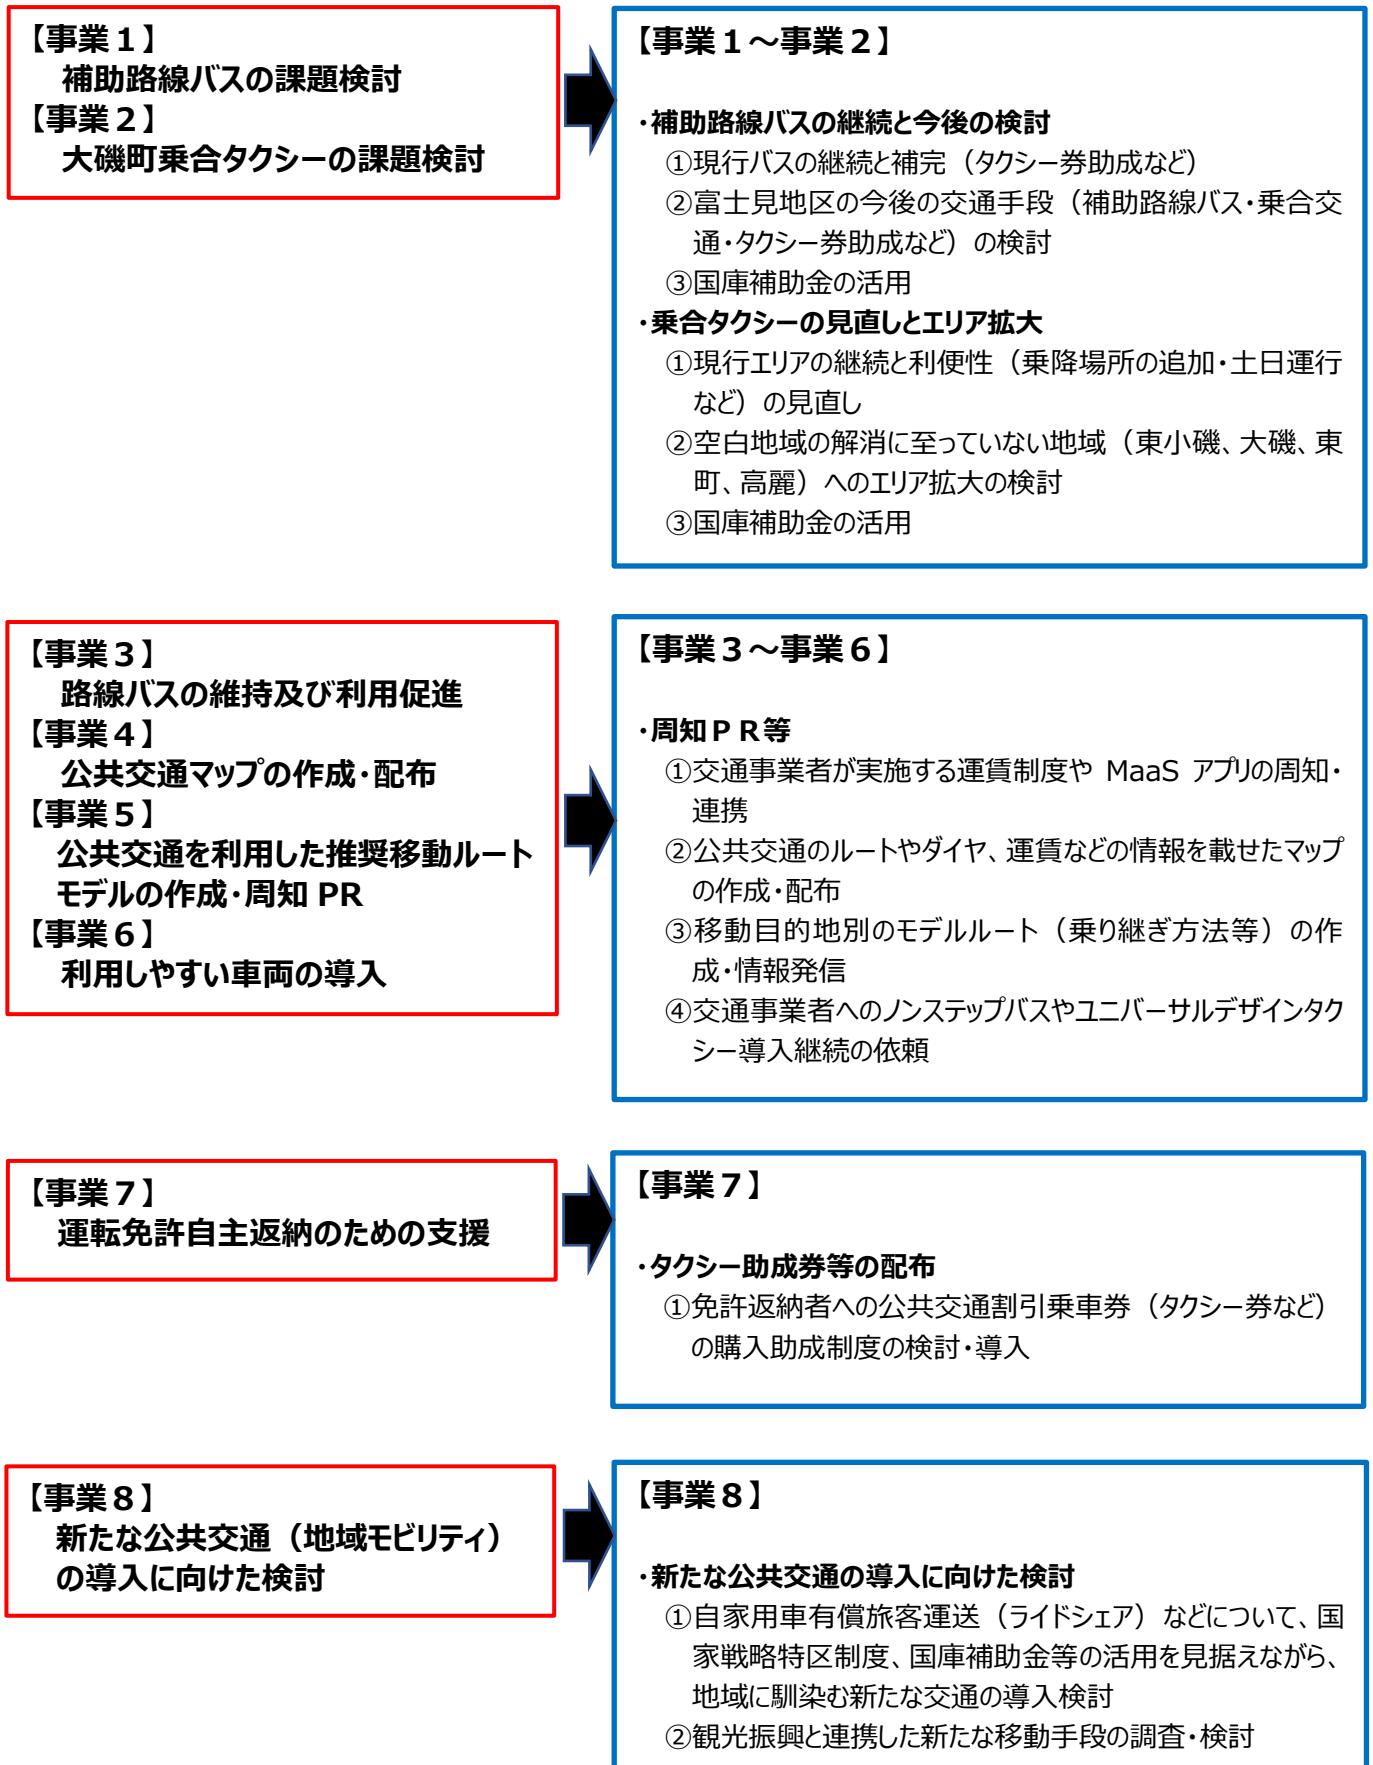 【事業１】
補助路線バスの課題検討
【事業２】
大磯町乗合タクシーの課題検討
【事業１～事業２】
・補助路線バスの継続と今後の検討
①現行バスの継続と補完（タクシー券助成など）
②富士見地区の今後の交通手段（補助路線バス・乗合交
通・タクシー券助成など）の検討
③国庫補助金の活用
・乗合タクシーの見直しとエリア拡大
①現行エリアの継続と利便性（乗降場所の追加・土日運行
など）の見直し
②空白地域の解消に至っていない地域（東小磯、大磯、東
町、高麗）へのエリア拡大の検討
③国庫補助金の活用
【事業３】
路線バスの維持及び利用促進
【事業４】
公共交通マップの作成・配布
【事業５】
公共交通を利用した推奨移動ルート
モデルの作成・周知 PR
【事業６】
利用しやすい車両の導入
【事業３～事業６】
・周知ＰＲ等
①交通事業者が実施する運賃制度や MaaS アプリの周知・
連携
②公共交通のルートやダイヤ、運賃などの情報を載せたマップ
の作成・配布
③移動目的地別のモデルルート（乗り継ぎ方法等）の作
成・情報発信
④交通事業者へのノンステップバスやユニバーサルデザインタク
シー導入継続の依頼
【事業７】
運転免許自主返納のための支援
【事業７】
・タクシー助成券等の配布
①免許返納者への公共交通割引乗車券（タクシー券など）
の購入助成制度の検討・導入
【事業８】
新たな公共交通（地域モビリティ）
の導入に向けた検討
【事業８】
・新たな公共交通の導入に向けた検討
①自家用車有償旅客運送（ライドシェア）などについて、国
家戦略特区制度、国庫補助金等の活用を見据えながら、
地域に馴染む新たな交通の導入検討
②観光振興と連携した新たな移動手段の調査・検討